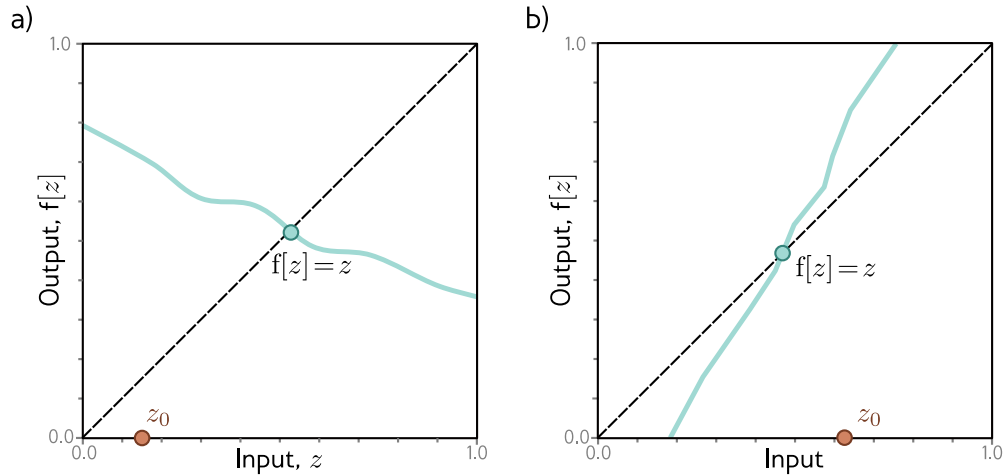 a)
1.0
Output, f[z]
f[z] = z
z₀
0.0
0.0
Input, z
1.0
b)
1.0
Output, f[z]
f[z] = z
z₀
0.0
0.0
Input
1.0